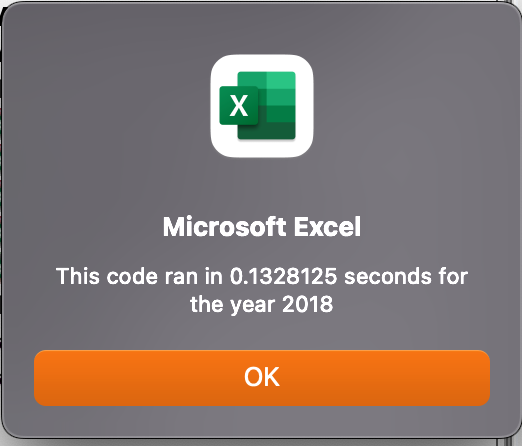 X
Microsoft Excel
This code ran in 0.1328125 seconds for
the year 2018
OK